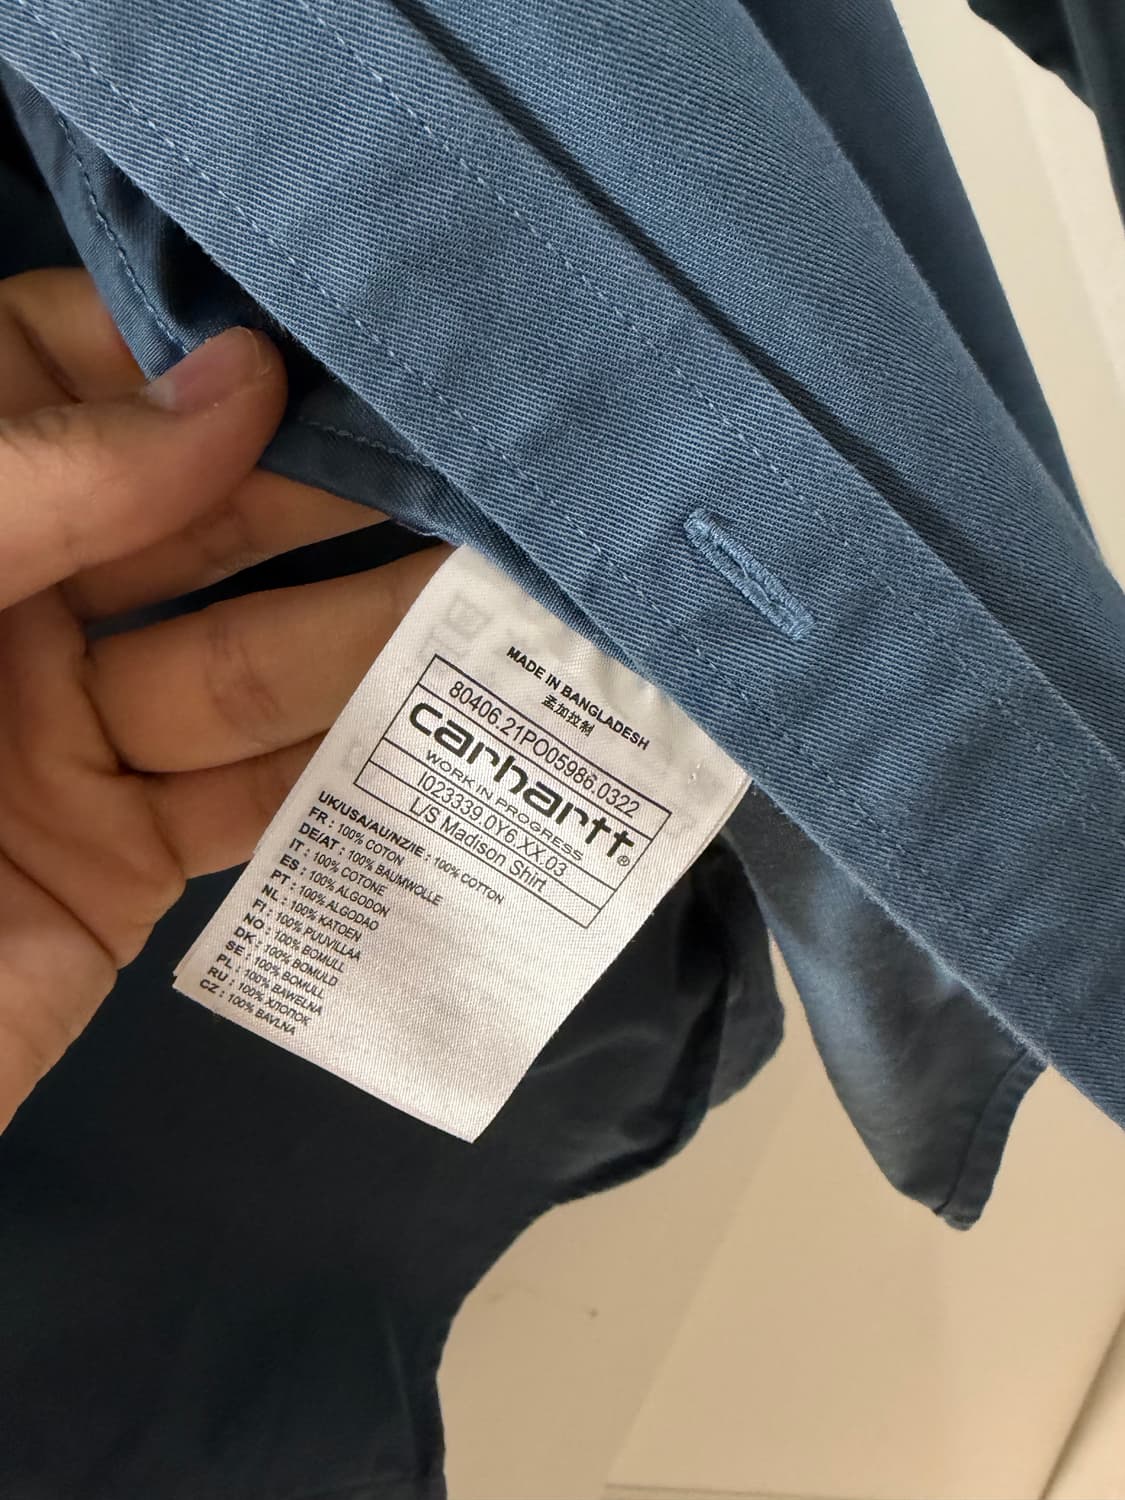 MADE IN BANGLADESH
孟加拉制
80406.21PO05986.0322
carhartt®
WORK IN PROGRESS
I023339.0Y6.XX.03
L/S Madison Shirt
UK/USA/AU/NZ/IE : 100% COTTON
FR : 100% COTON
DE/AT : 100% BAUMWOLLE
IT : 100% COTONE
ES : 100% ALGODON
PT : 100% ALGODAO
NL : 100% KATOEN
FI : 100% PUUVILLAA
NO : 100% BOMULL
DK : 100% BOMULD
SE : 100% BOMULL
PL : 100% BAWEŁNA
RU : 100% ХЛОПОК
CZ : 100% BAVLNA